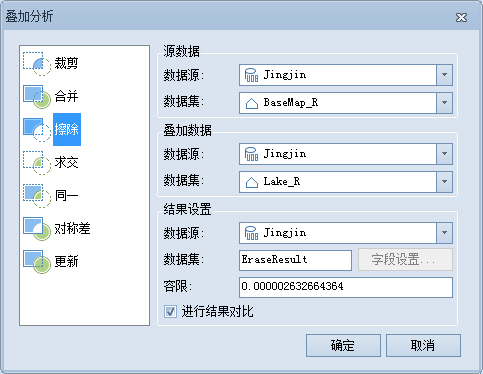 叠加分析
裁剪
合并
擦除
求交
同一
对称差
更新
源数据
数据源: Jingjin
数据集: BaseMap_R
叠加数据
数据源: Jingjin
数据集: Lake_R
结果设置
数据源: Jingjin
数据集: EraseResult 字段设置...
容限: 0.000002632664364
进行结果对比
确定 取消